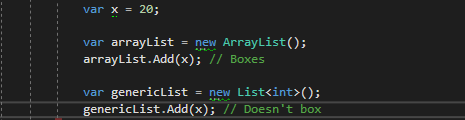 var x = 20;
var arrayList = new ArrayList();
arrayList.Add(x); // Boxes
var genericList = new List<int>();
genericList.Add(x); // Doesn't box